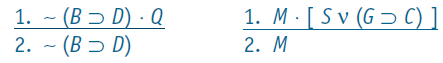 1. ~ (B ⊃ D) · Q
2. ~ (B ⊃ D)
1. M · [ S v (G ⊃ C) ]
2. M